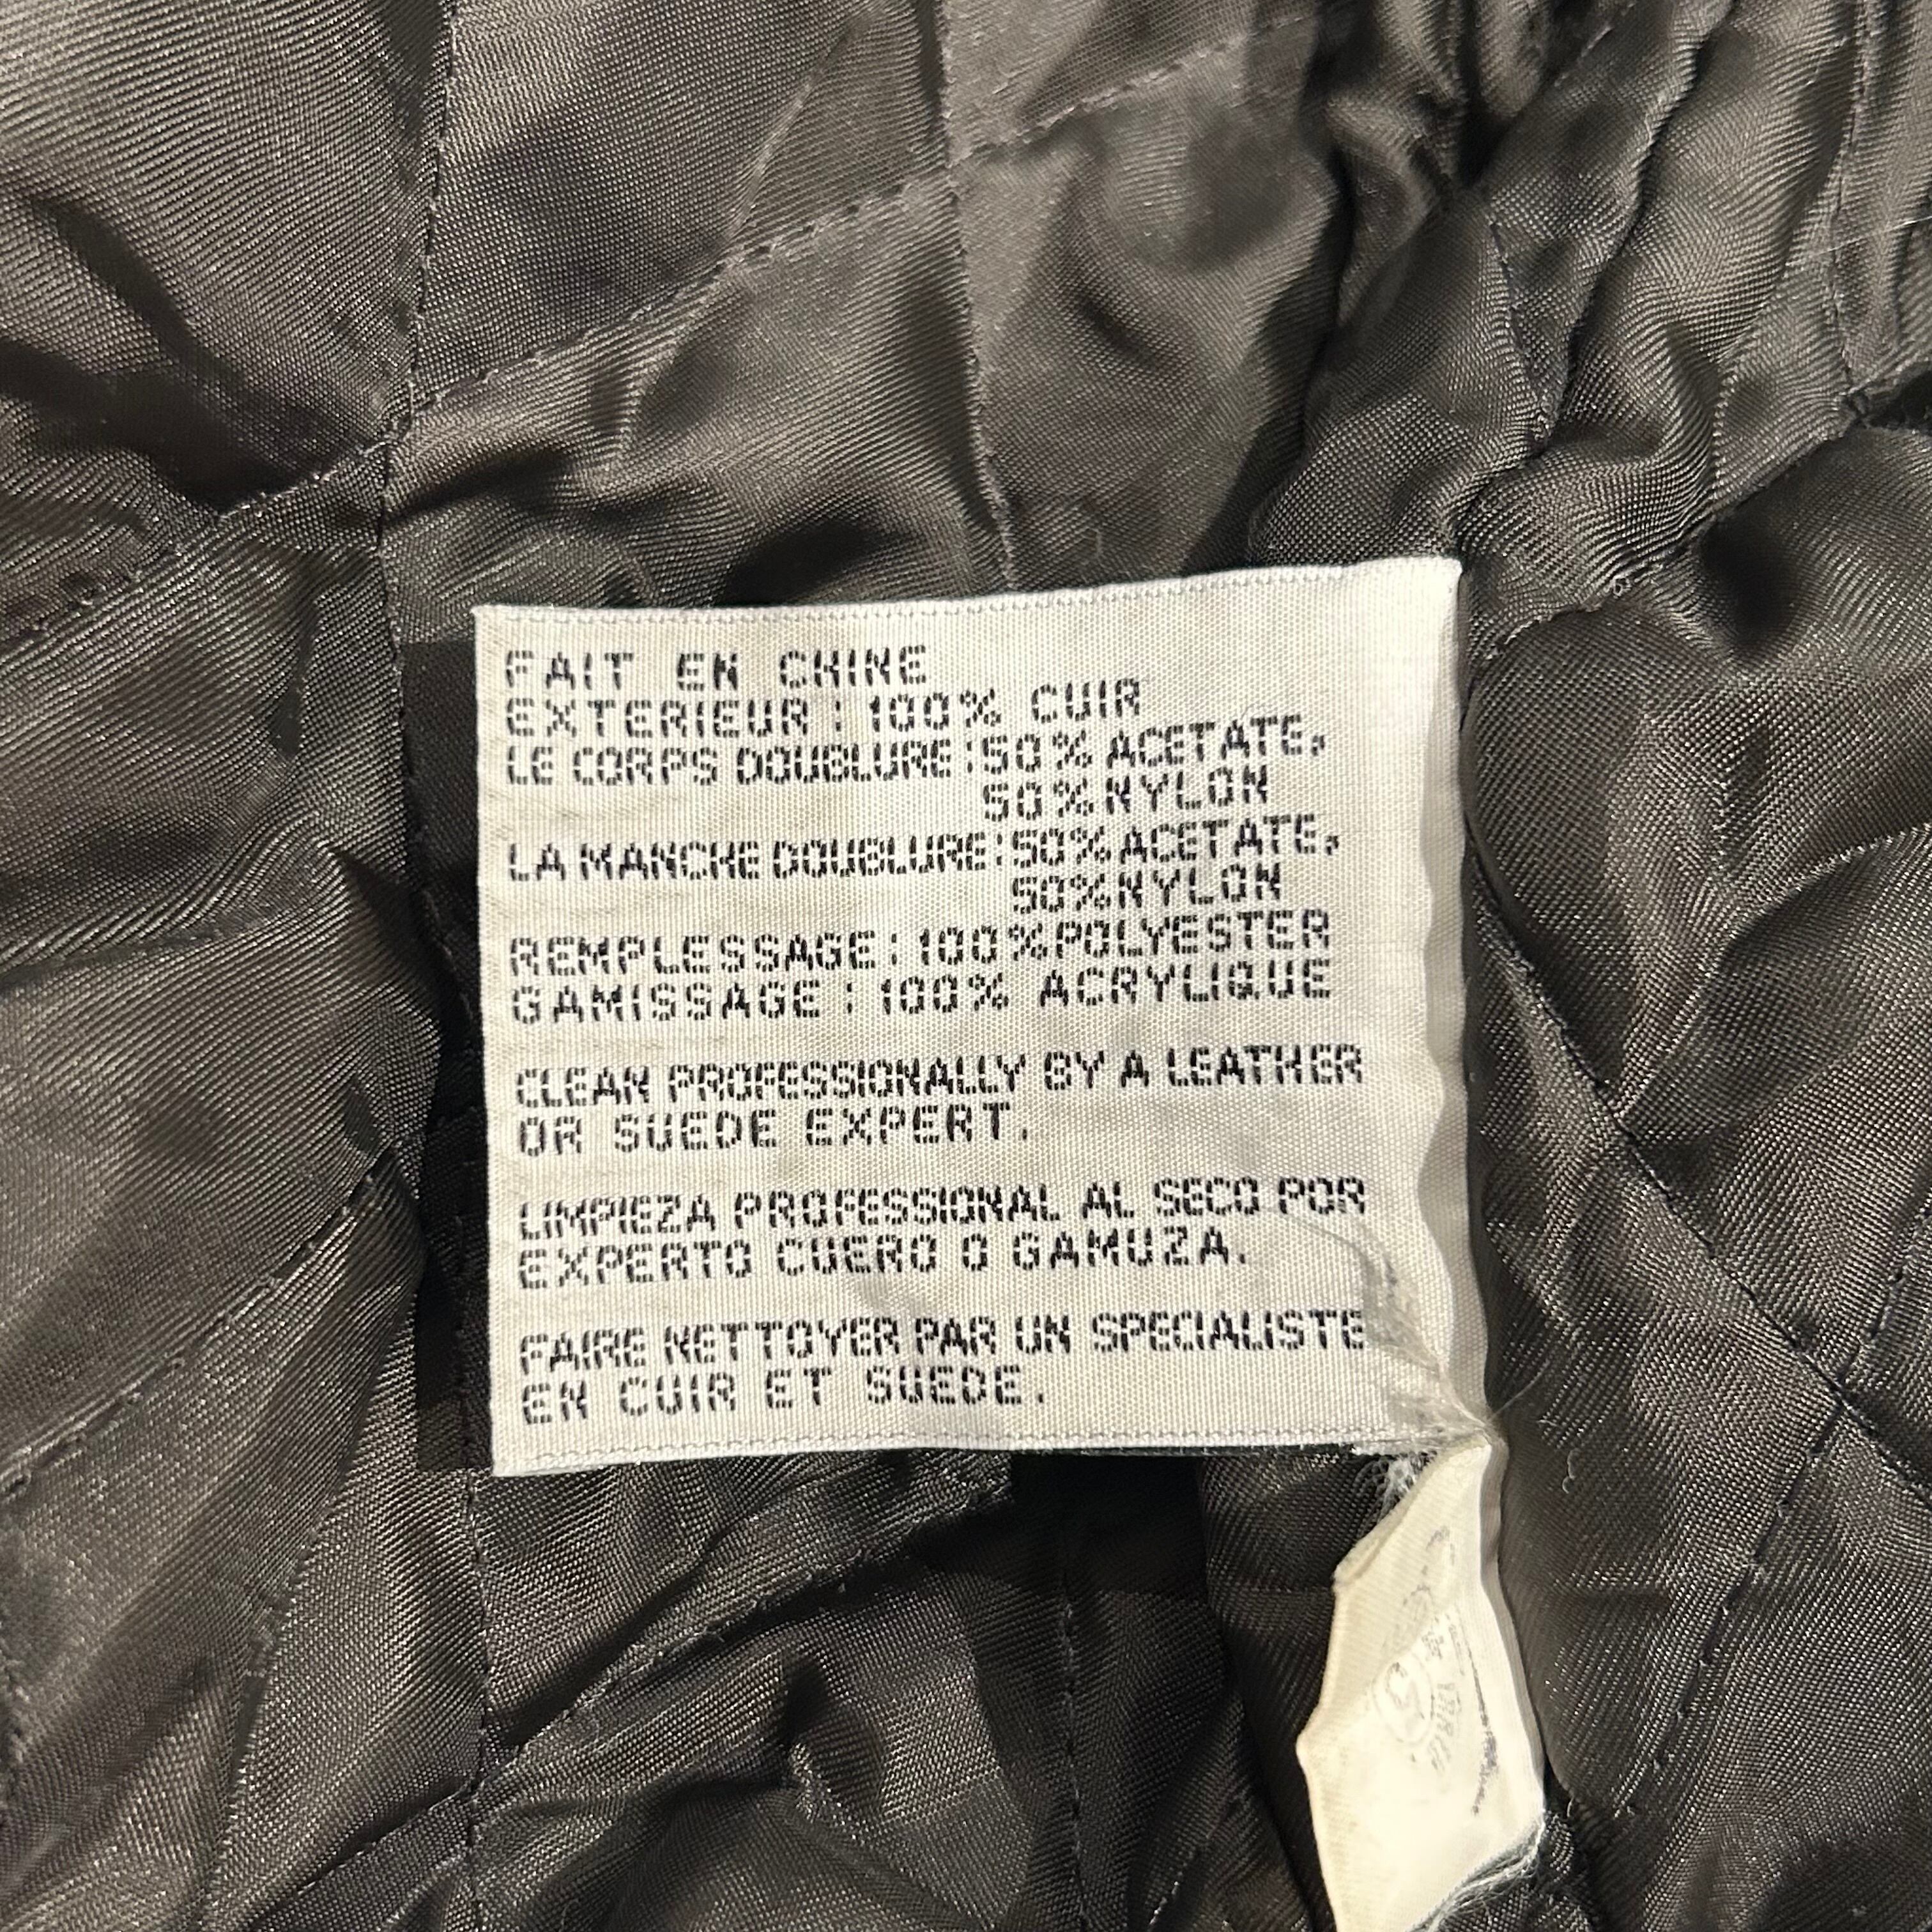 FAIT EN CHINE
EXTERIEUR : 100% CUIR
LE CORPS DOUBLURE : 50% ACETATE,
50% NYLON
LA MANCHE DOUBLURE : 50% ACETATE,
50% NYLON
REMPLESSAGE : 100% POLYESTER
GAMISSAGE : 100% ACRYLIQUE
CLEAN PROFESSIONALLY BY A LEATHER
OR SUEDE EXPERT.
LIMPIEZA PROFESSIONAL AL SECO POR
EXPERTO CUERO O GAMUZA.
FAIRE NETTOYER PAR UN SPECIALISTE
EN CUIR ET SUEDE.